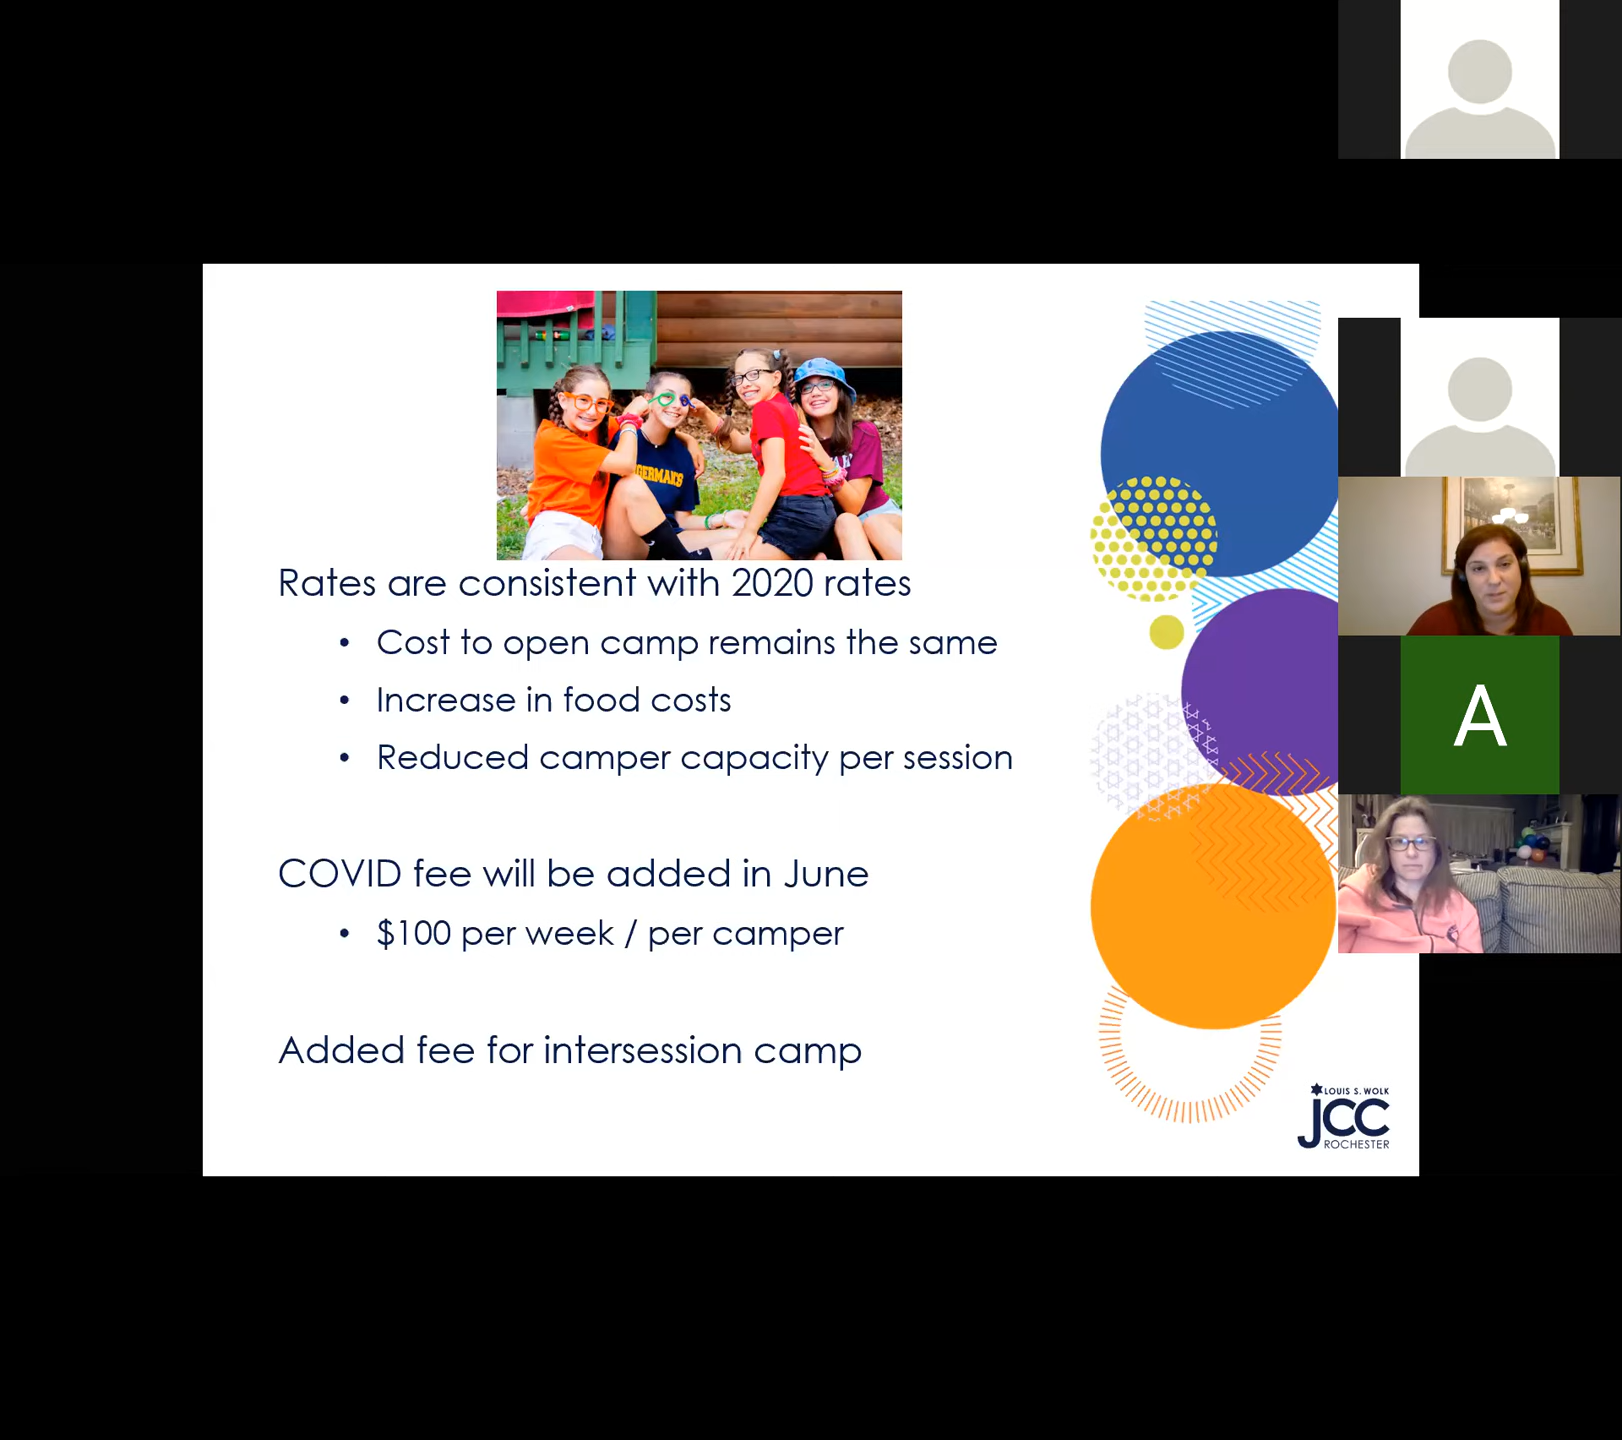 Rates are consistent with 2020 rates
• Cost to open camp remains the same
• Increase in food costs
• Reduced camper capacity per session
COVID fee will be added in June
• $100 per week / per camper
Added fee for intersession camp
LOUIS S. WOLK
JCC
ROCHESTER
A